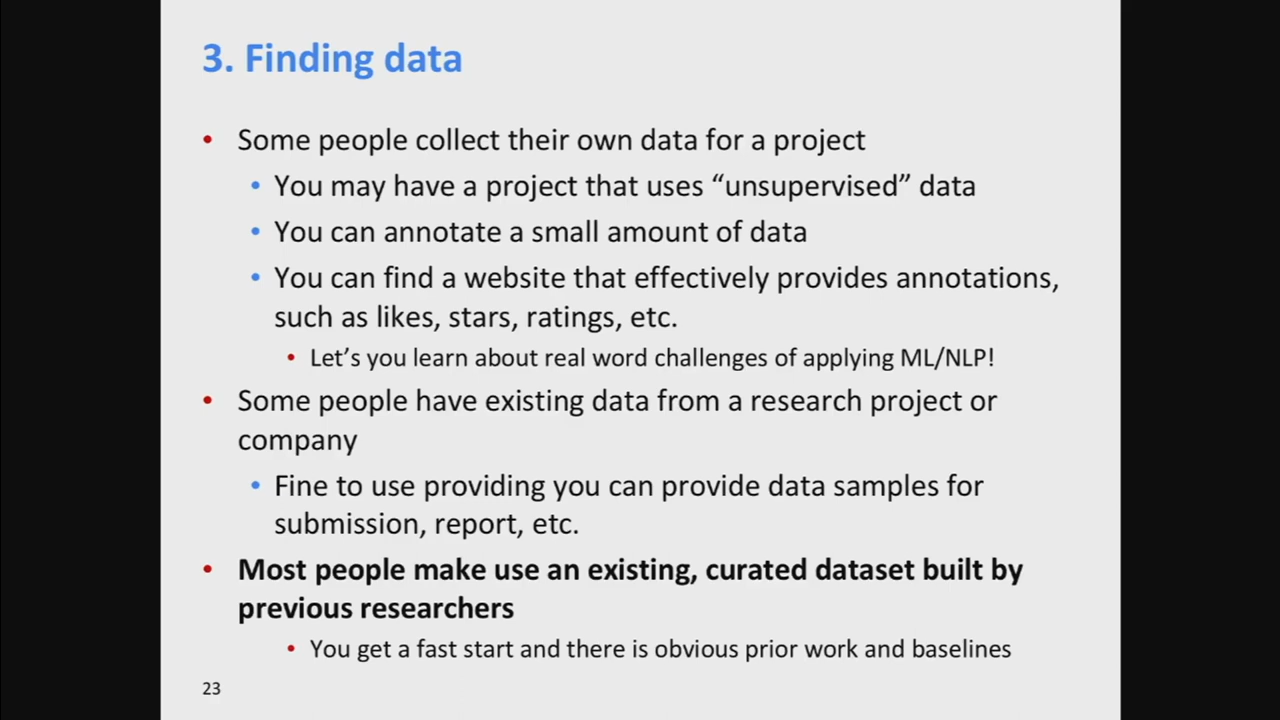 3. Finding data
• Some people collect their own data for a project
• You may have a project that uses “unsupervised” data
• You can annotate a small amount of data
• You can find a website that effectively provides annotations,
such as likes, stars, ratings, etc.
• Let’s you learn about real word challenges of applying ML/NLP!
• Some people have existing data from a research project or
company
• Fine to use providing you can provide data samples for
submission, report, etc.
• Most people make use an existing, curated dataset built by
previous researchers
• You get a fast start and there is obvious prior work and baselines
23